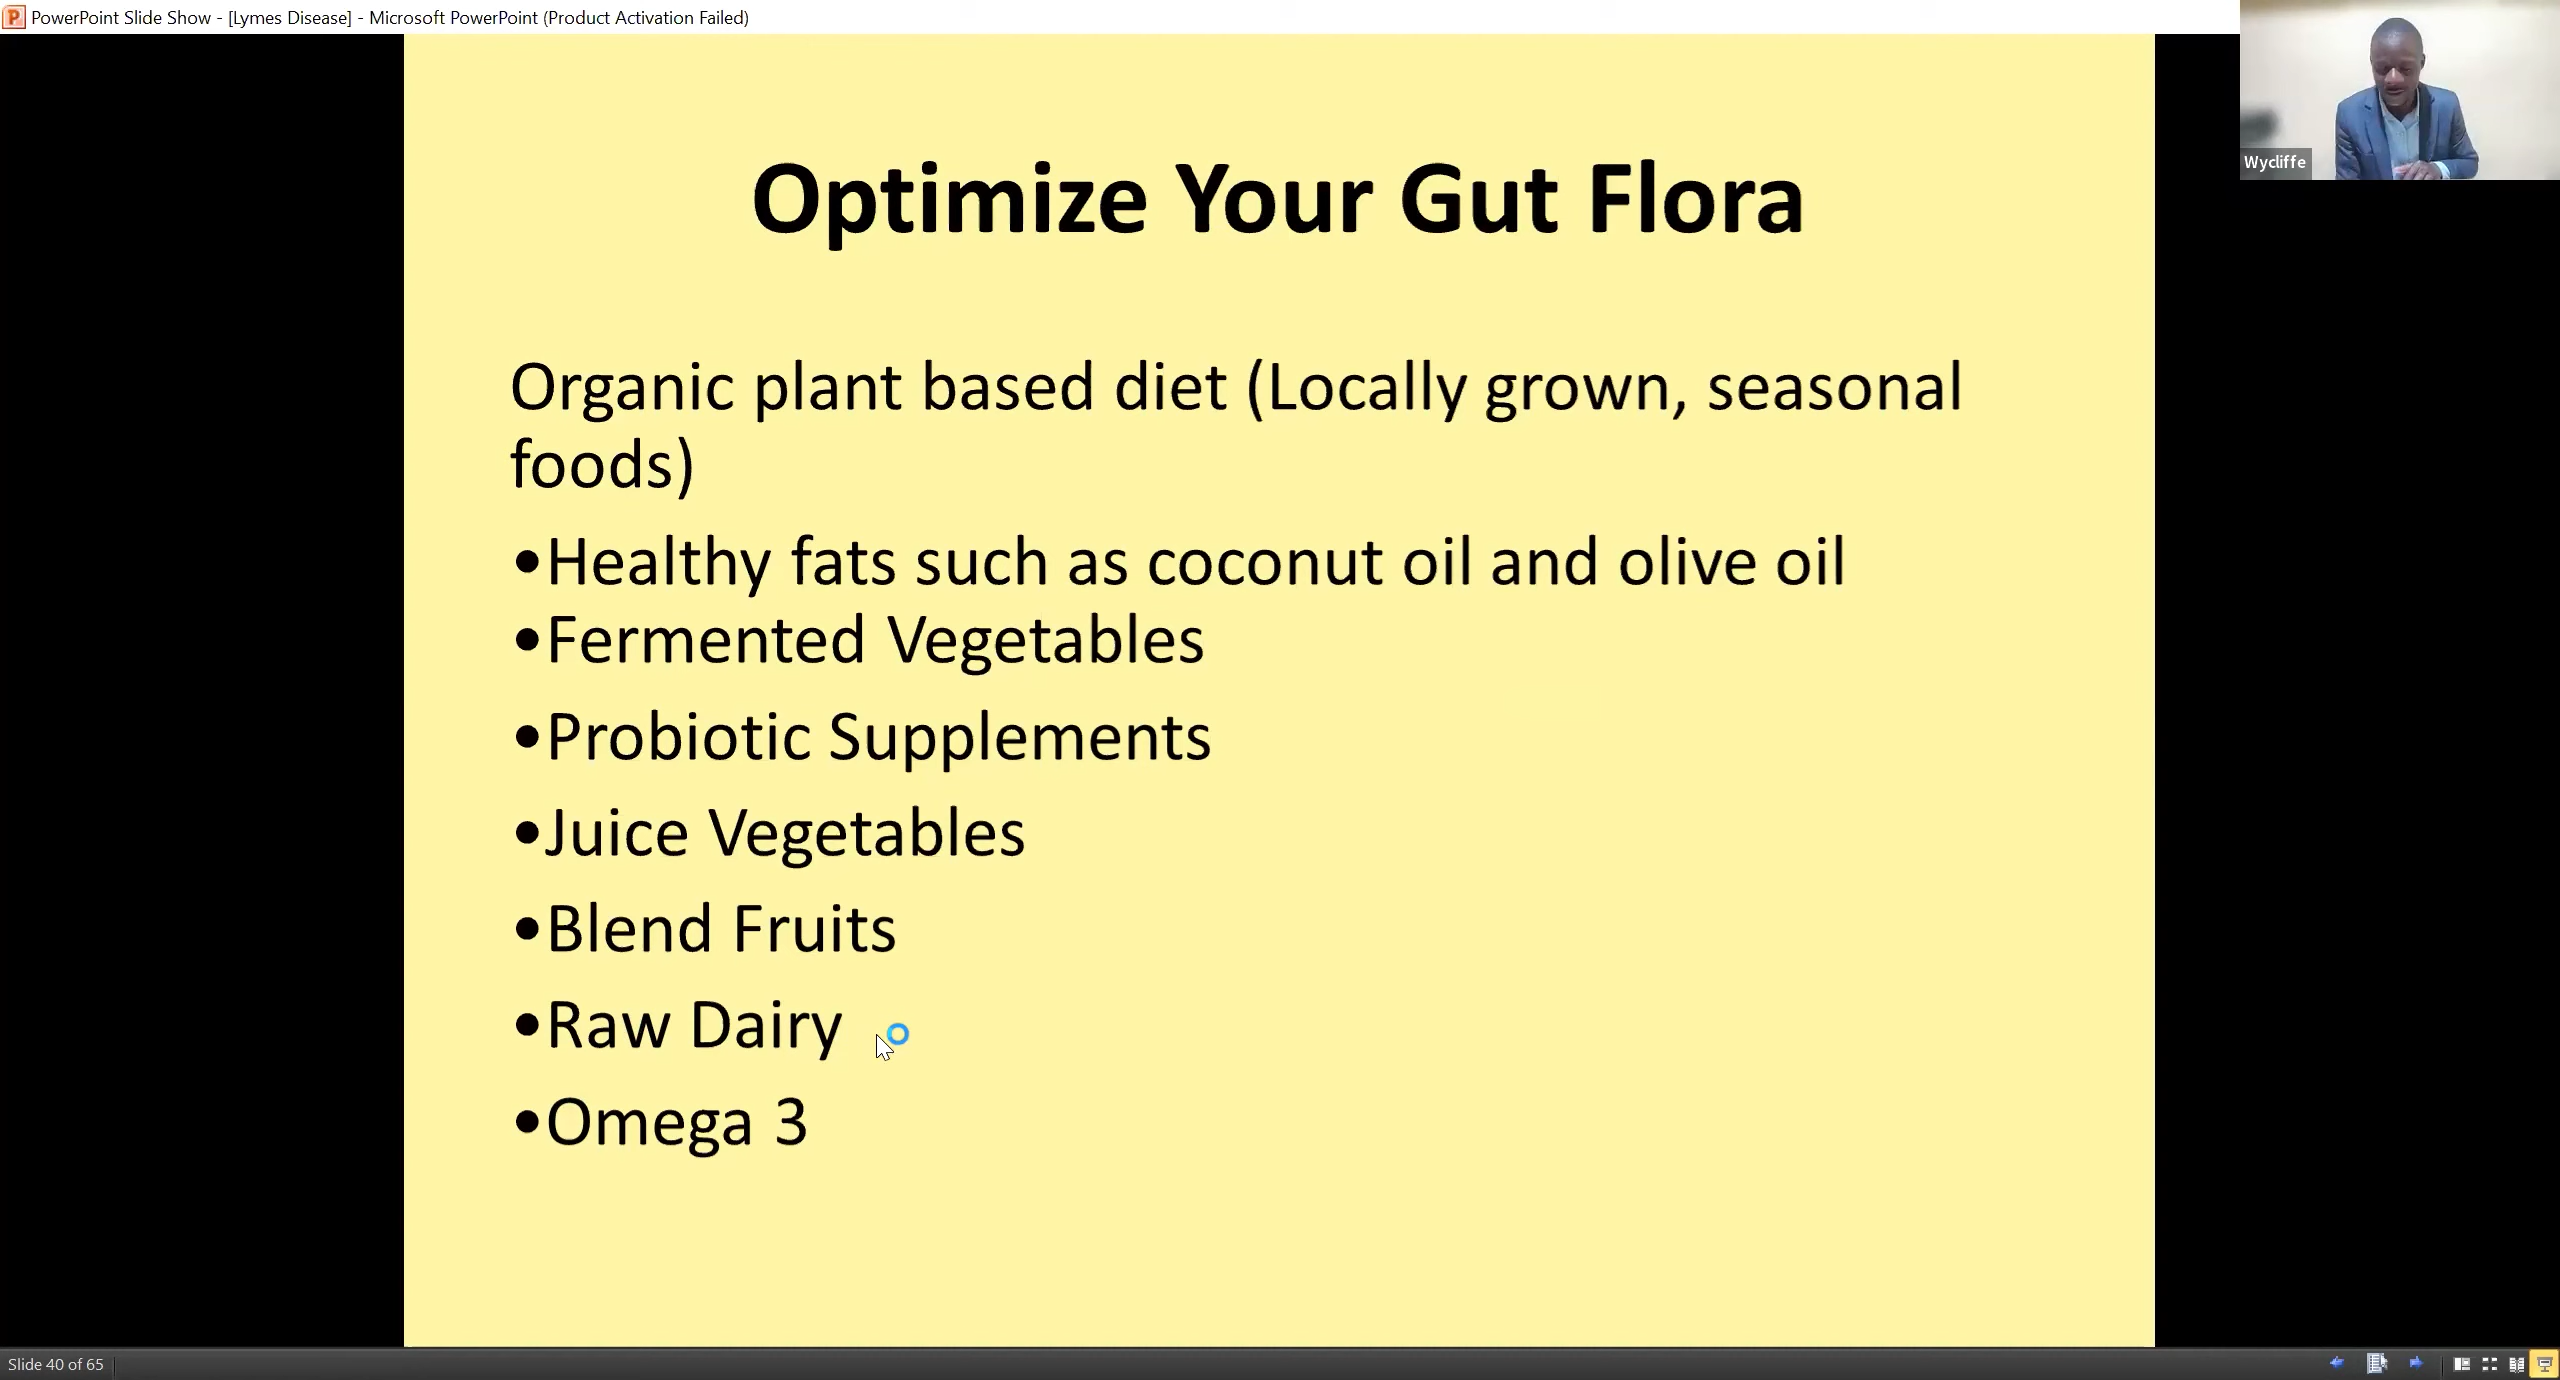 PowerPoint Slide Show - [Lymes Disease] - Microsoft PowerPoint (Product Activation Failed)
Wycliffe
Optimize Your Gut Flora
Organic plant based diet (Locally grown, seasonal
foods)
•Healthy fats such as coconut oil and olive oil
•Fermented Vegetables
•Probiotic Supplements
•Juice Vegetables
•Blend Fruits
•Raw Dairy
•Omega 3
Slide 40 of 65